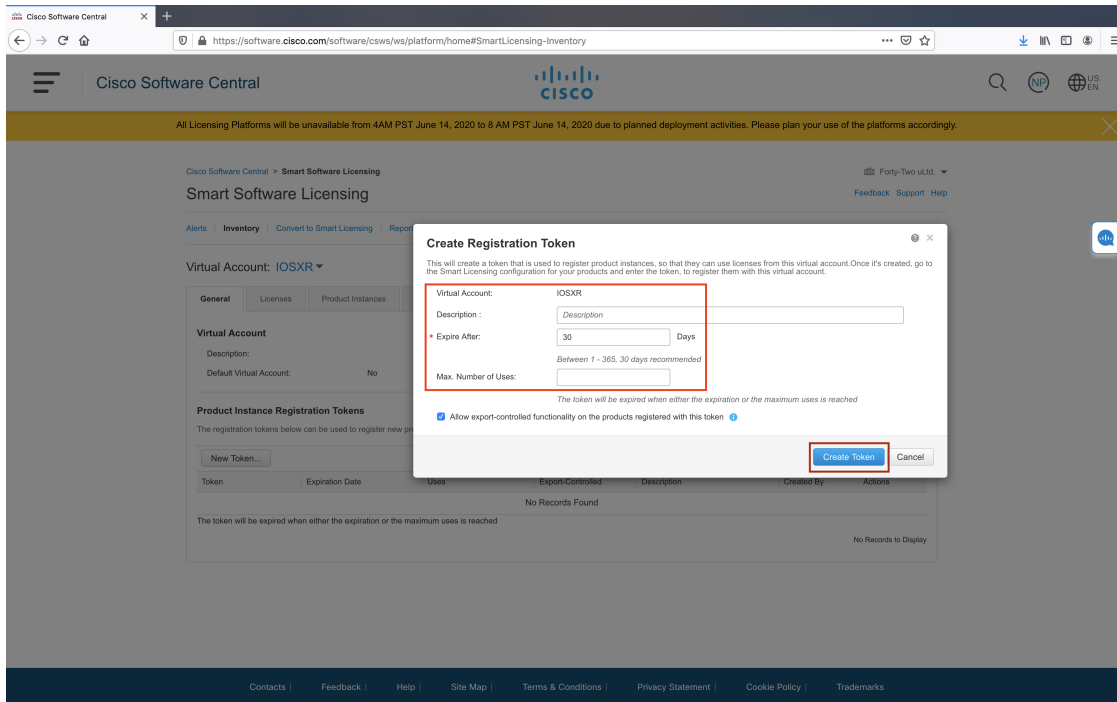 Cisco Software Central
https://software.cisco.com/software/csws/ws/platform/home#SmartLicensing-Inventory
Cisco Software Central
CISCO
NP
US
EN
All Licensing Platforms will be unavailable from 4AM PST June 14, 2020 to 8 AM PST June 14, 2020 due to planned deployment activities. Please plan your use of the platforms accordingly.
Cisco Software Central > Smart Software Licensing
Forty-Two uLtd.
Smart Software Licensing
Feedback Support Help
Alerts | Inventory | Convert to Smart Licensing | Report
Virtual Account: IOSXR
General Licenses Product Instances
Virtual Account
Description:
Default Virtual Account: No
Product Instance Registration Tokens
The registration tokens below can be used to register new pr
New Token...
Token Expiration Date Uses Export-Controlled Description Created By Actions
No Records Found
The token will be expired when either the expiration or the maximum uses is reached
No Records to Display
Create Registration Token
This will create a token that is used to register product instances, so that they can use licenses from this virtual account.Once it's created, go to
the Smart Licensing configuration for your products and enter the token, to register them with this virtual account.
Virtual Account: IOSXR
Description : Description
* Expire After: 30 Days
Between 1 - 365, 30 days recommended
Max. Number of Uses:
The token will be expired when either the expiration or the maximum uses is reached
Allow export-controlled functionality on the products registered with this token
Create Token Cancel
Contacts | Feedback | Help | Site Map | Terms & Conditions | Privacy Statement | Cookie Policy | Trademarks